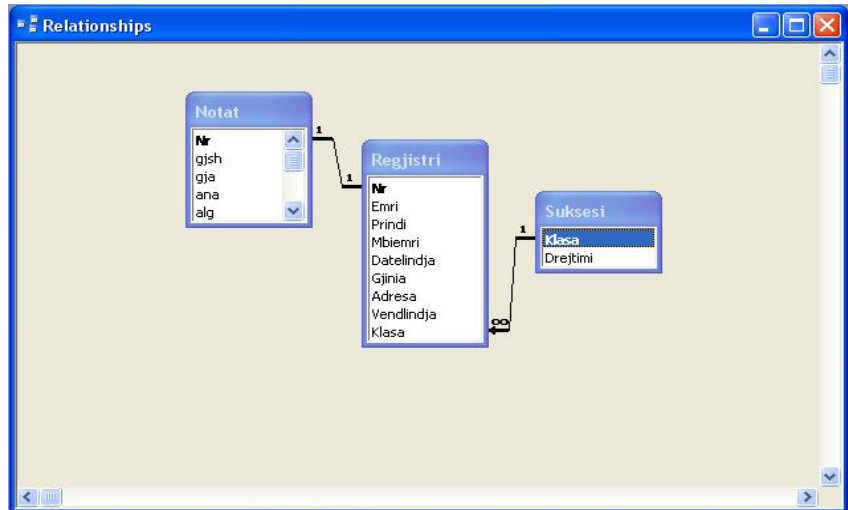 Relationships
Notat
Nr
gjsh
gja
ana
alg
1
1
Regjistri
Nr
Emri
Prindi
Mbiemri
Datelindja
Gjinia
Adresa
Vendlindja
Klasa
1
∞
Suksesi
Klasa
Drejtimi